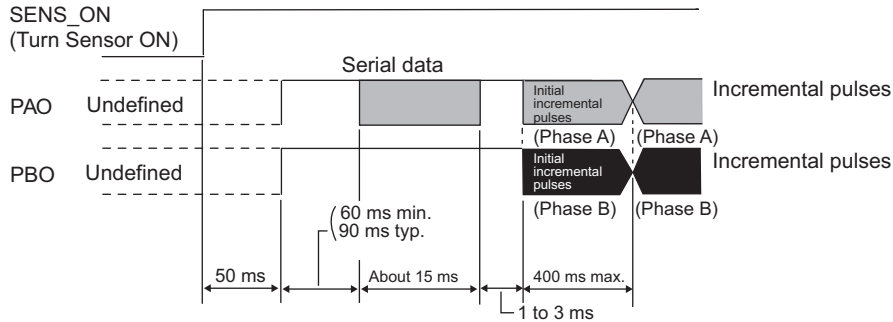 SENS_ON
(Turn Sensor ON)
Serial data
PAO
Undefined
Initial
incremental
pulses
Incremental pulses
(Phase A)
(Phase A)
PBO
Undefined
Initial
incremental
pulses
Incremental pulses
(Phase B)
(Phase B)
60 ms min.
90 ms typ.
50 ms
About 15 ms
400 ms max.
1 to 3 ms